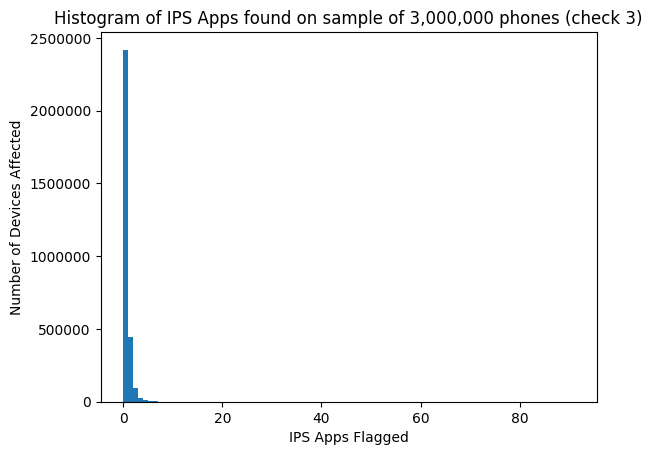 Histogram of IPS Apps found on sample of 3,000,000 phones (check 3)
2500000
2000000
1500000
1000000
500000
0
Number of Devices Affected
0 20 40 60 80
IPS Apps Flagged